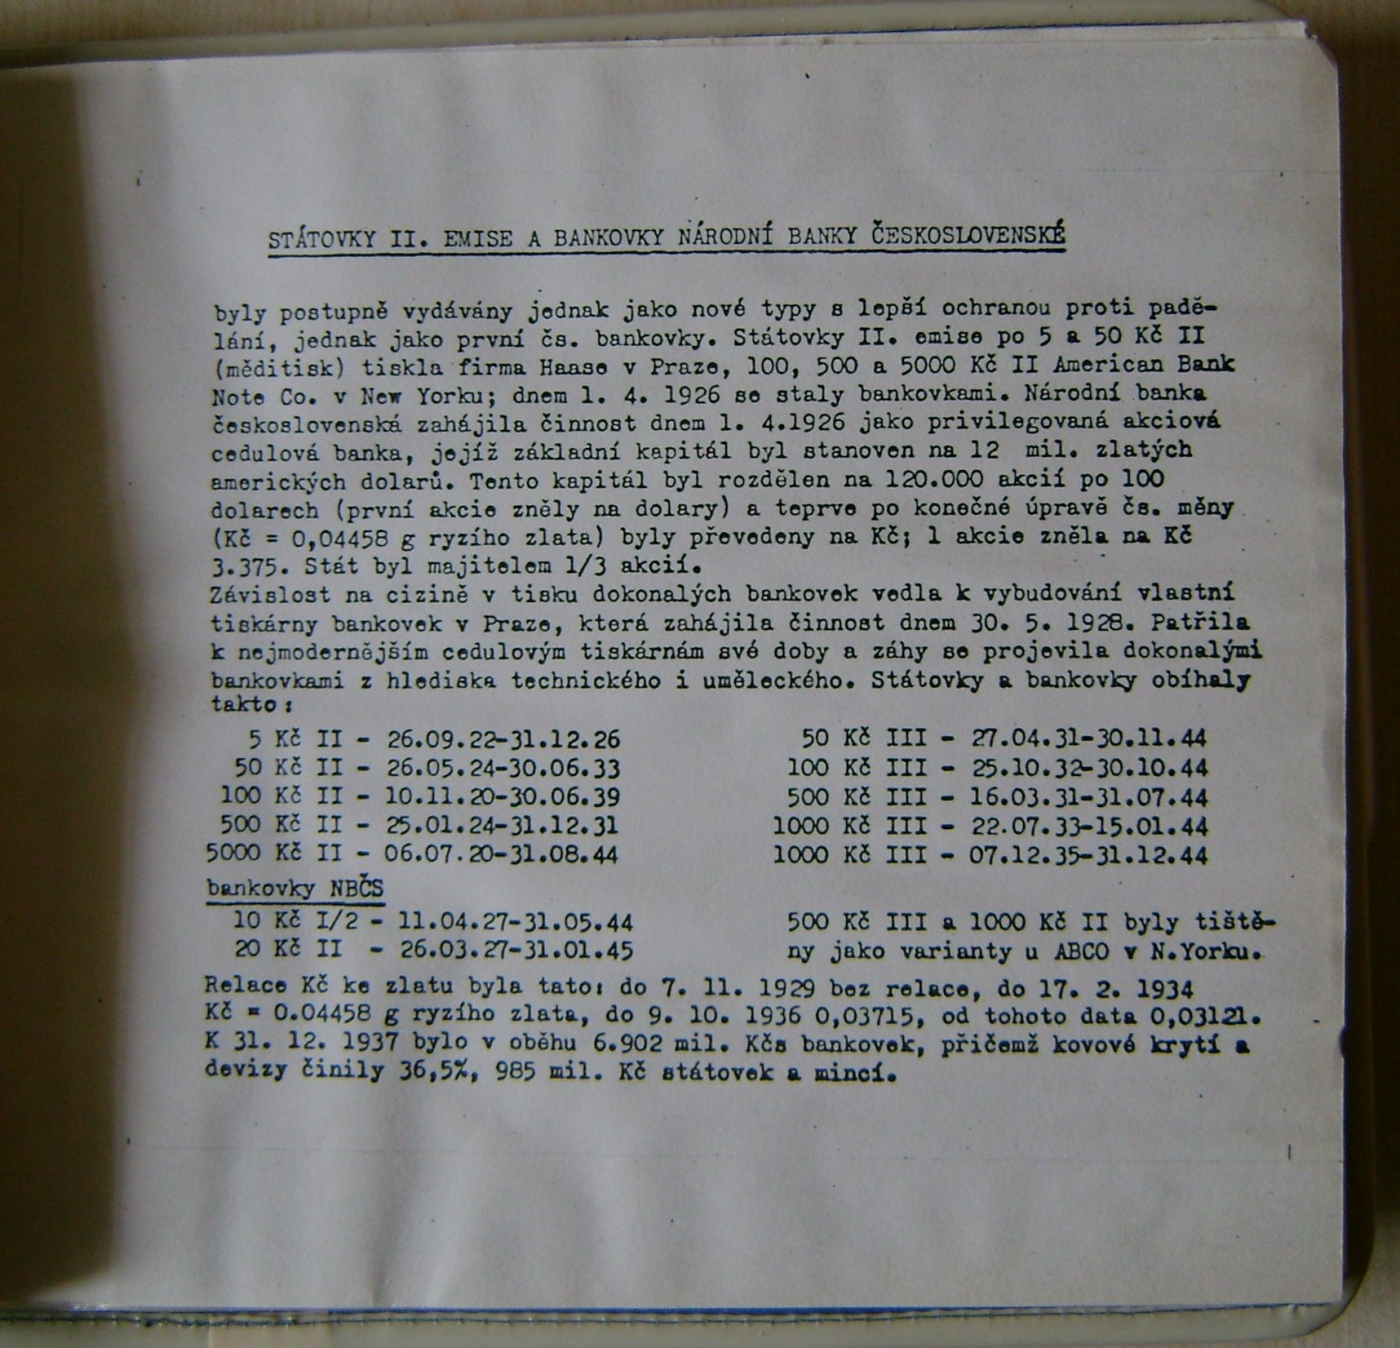 STÁTOVKY II. EMISE A BANKOVKY NÁRODNÍ BANKY ČESKOSLOVENSKÉ
byly postupně vydávány jednak jako nové typy s lepší ochranou proti padě-
lání, jednak jako první čs. bankovky. Státovky II. emise po 5 a 50 Kč II
(měditisk) tiskla firma Haase v Praze, 100, 500 a 5000 Kč II American Bank
Note Co. v New Yorku; dnem 1. 4. 1926 se staly bankovkami. Národní banka
československá zahájila činnost dnem 1. 4.1926 jako privilegovaná akciová
cedulová banka, jejíž základní kapitál byl stanoven na 12 mil. zlatých
amerických dolarů. Tento kapitál byl rozdělen na 120.000 akcií po 100
dolarech (první akcie zněly na dolary) a teprve po konečné úpravě čs. měny
(Kč = 0,04458 g ryzího zlata) byly převedeny na Kč; 1 akcie zněla na Kč
3.375. Stát byl majitelem 1/3 akcií.
Závislost na cizině v tisku dokonalých bankovek vedla k vybudování vlastní
tiskárny bankovek v Praze, která zahájila činnost dnem 30. 5. 1928. Patřila
k nejmodernějším cedulovým tiskárnám své doby a záhy se projevila dokonalými
bankovkami z hlediska technického i uměleckého. Státovky a bankovky obíhaly
takto:
5 Kč II - 26.09.22-31.12.26 50 Kč III - 27.04.31-30.11.44
50 Kč II - 26.05.24-30.06.33 100 Kč III - 25.10.32-30.10.44
100 Kč II - 10.11.20-30.06.39 500 Kč III - 16.03.31-31.07.44
500 Kč II - 25.01.24-31.12.31 1000 Kč III - 22.07.33-15.01.44
5000 Kč II - 06.07.20-31.08.44 1000 Kč III - 07.12.35-31.12.44
bankovky NBČS
10 Kč I/2 - 11.04.27-31.05.44 500 Kč III a 1000 Kč II byly tiště-
20 Kč II - 26.03.27-31.01.45 ny jako varianty u ABCO v N.Yorku.
Relace Kč ke zlatu byla tato: do 7. 11. 1929 bez relace, do 17. 2. 1934
Kč = 0.04458 g ryzího zlata, do 9. 10. 1936 0,03715, od tohoto data 0,03121.
K 31. 12. 1937 bylo v oběhu 6.902 mil. Kčs bankovek, přičemž kovové krytí a
devizy činily 36,5%, 985 mil. Kč státovek a mincí.